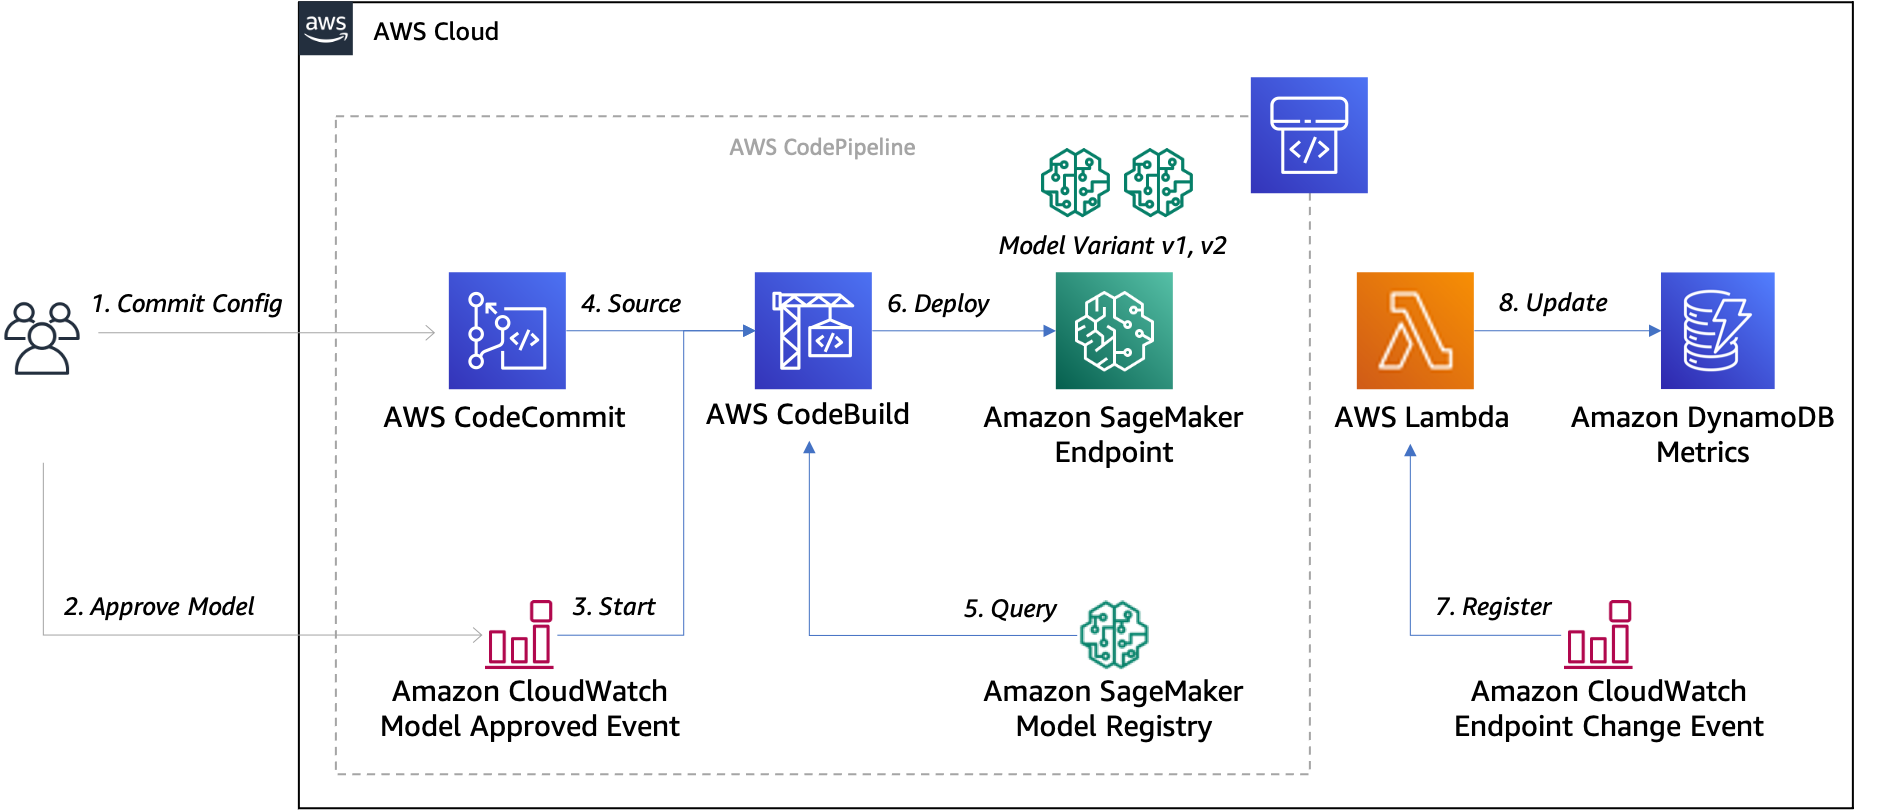 aws
AWS Cloud
AWS CodePipeline
Model Variant v1, v2
1. Commit Config
4. Source
6. Deploy
8. Update
AWS CodeCommit
AWS CodeBuild
Amazon SageMaker
Endpoint
AWS Lambda
Amazon DynamoDB
Metrics
2. Approve Model
3. Start
5. Query
7. Register
Amazon CloudWatch
Model Approved Event
Amazon SageMaker
Model Registry
Amazon CloudWatch
Endpoint Change Event